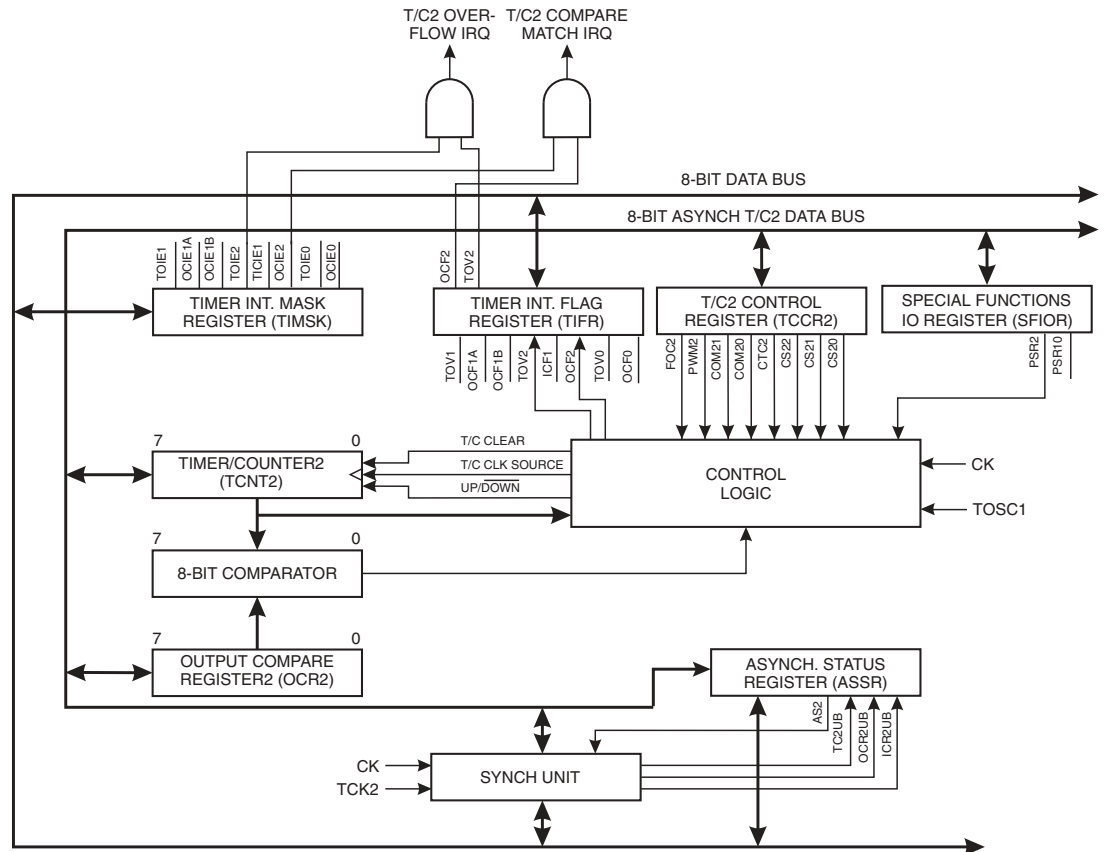 T/C2 OVER-
FLOW IRQ
T/C2 COMPARE
MATCH IRQ
8-BIT DATA BUS
8-BIT ASYNCH T/C2 DATA BUS
TOIE1
OCIE1A
OCIE1B
TOIE2
TICIE1
OCIE2
TOIE0
OCIE0
OCF2
TOV2
TIMER INT. MASK
REGISTER (TIMSK)
TIMER INT. FLAG
REGISTER (TIFR)
T/C2 CONTROL
REGISTER (TCCR2)
SPECIAL FUNCTIONS
IO REGISTER (SFIOR)
TOV1
OCF1A
OCF1B
TOV2
ICF1
OCF2
TOV0
OCF0
FOC2
PWM2
COM21
COM20
CTC2
CS22
CS21
CS20
PSR2
PSR10
7 0
TIMER/COUNTER2
(TCNT2)
T/C CLEAR
T/C CLK SOURCE
UP/DOWN
CONTROL
LOGIC
CK
TOSC1
7 0
8-BIT COMPARATOR
7 0
OUTPUT COMPARE
REGISTER2 (OCR2)
ASYNCH. STATUS
REGISTER (ASSR)
AS2
TC2UB
OCR2UB
ICR2UB
CK
TCK2
SYNCH UNIT